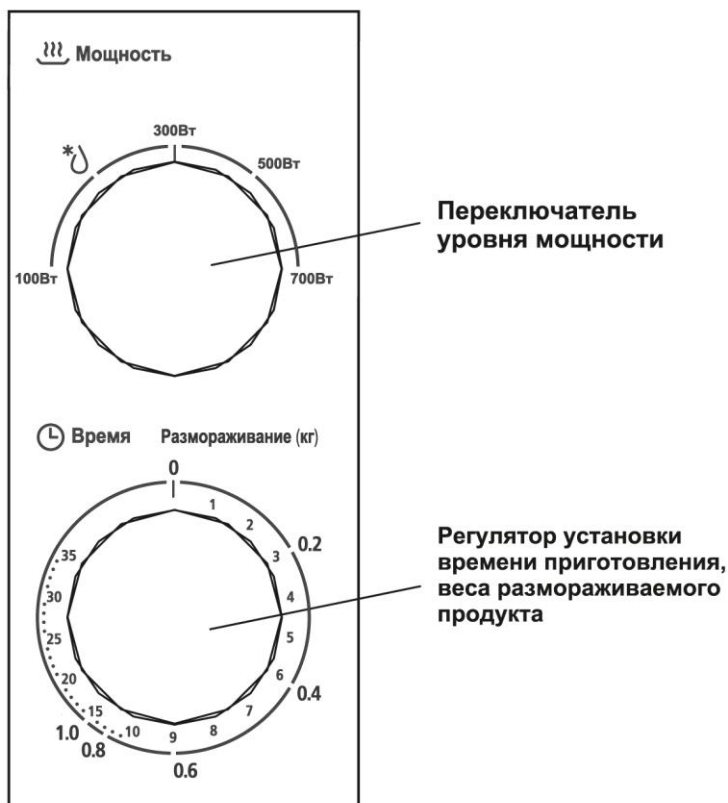 Мощность
300Вт
500Вт
100Вт
700Вт
Переключатель
уровня мощности
Время Размораживание (кг)
0
1
2
3
0.2
4
5
6
0.4
7
8
9
0.6
10
0.8
15
1.0
20
25
30
35
Регулятор установки
времени приготовления,
веса размораживаемого
продукта